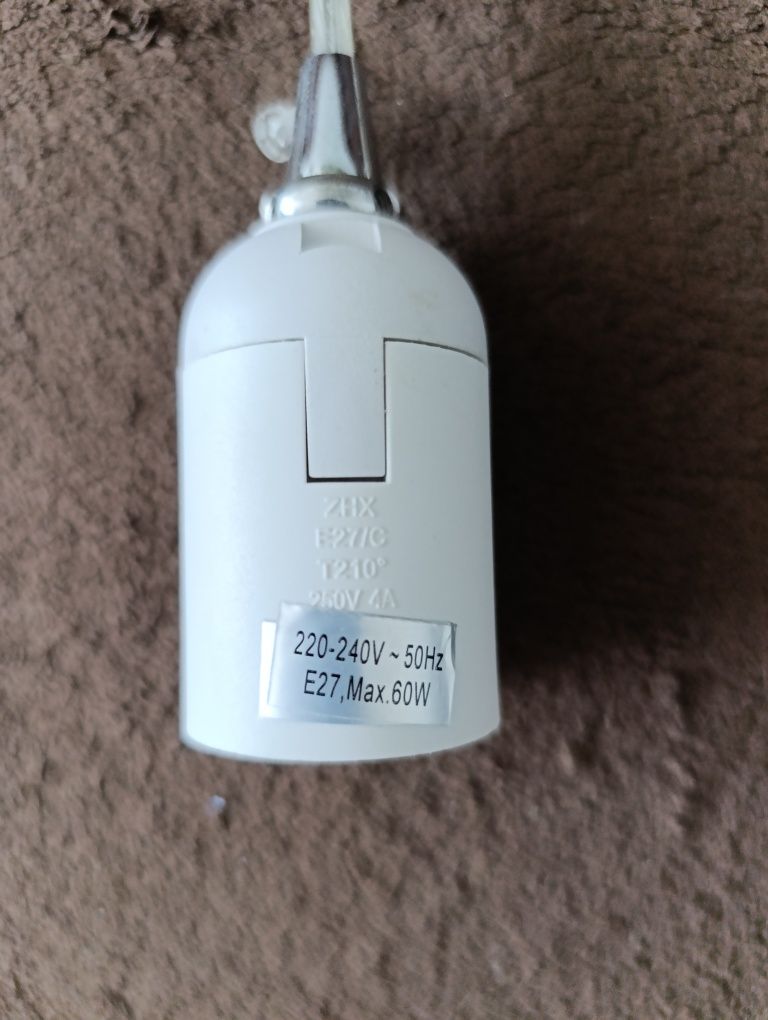 ZHX
E27/C
T210°
250V 4A
220-240V ~ 50Hz
E27,Max.60W